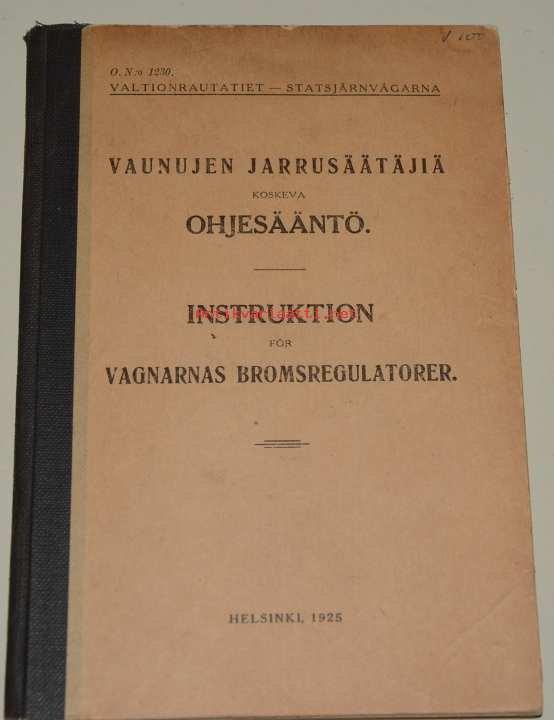 O. N:o 1230.
VALTIONRAUTATIET — STATSJÄRNVÄGARNA
VAUNUJEN JARRUSÄÄTÄJIÄ
KOSKEVA
OHJESÄÄNTÖ.
INSTRUKTION
FÖR
VAGNARNAS BROMSREGULATORER.
HELSINKI, 1925